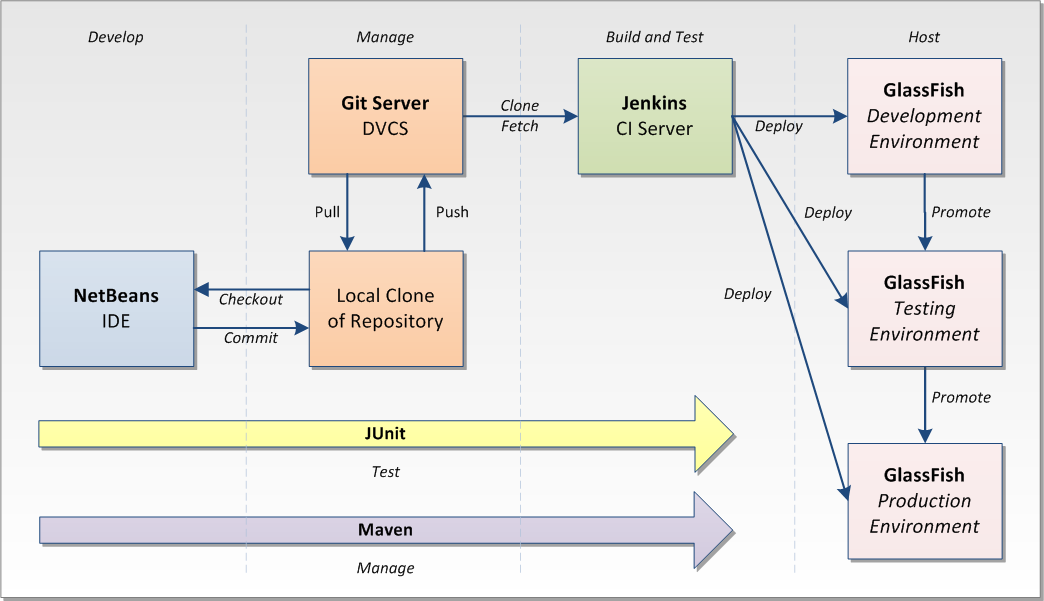 Develop
Manage
Build and Test
Host
Git Server
DVCS
Clone
Fetch
Jenkins
CI Server
Deploy
GlassFish
Development
Environment
Pull
Push
Deploy
Promote
NetBeans
IDE
Checkout
Commit
Local Clone
of Repository
Deploy
GlassFish
Testing
Environment
Promote
JUnit
Test
GlassFish
Production
Environment
Maven
Manage